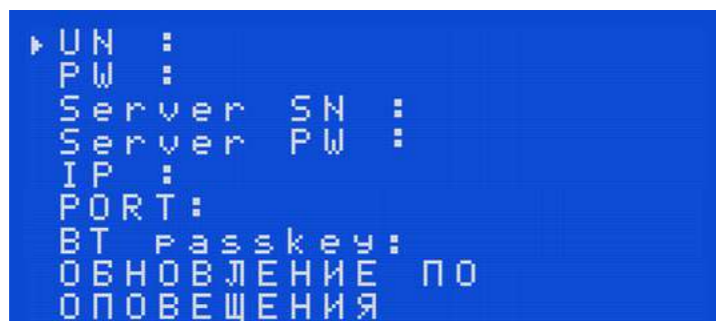 UN :
PW :
Server SN :
Server PW :
IP :
PORT:
BT passkey:
ОБНОВЛЕНИЕ ПО
ОПОВЕЩЕНИЯ